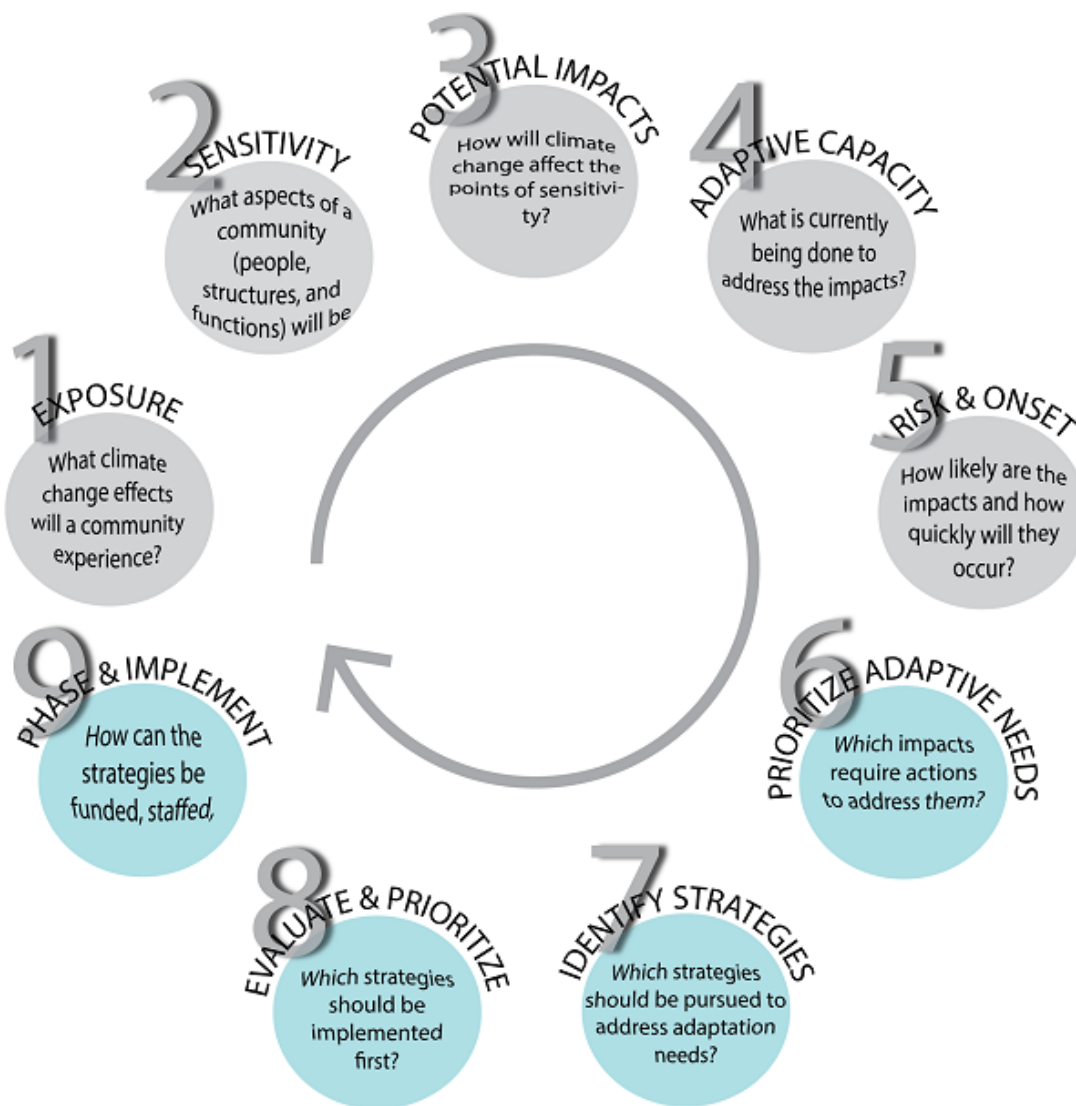 1
EXPOSURE
What climate
change effects
will a community
experience?
2
SENSITIVITY
What aspects of a
community
(people,
structures, and
functions) will be
3
POTENTIAL IMPACTS
How will climate
change affect the
points of sensitivi-
ty?
4
ADAPTIVE CAPACITY
What is currently
being done to
address the impacts?
5
RISK & ONSET
How likely are the
impacts and how
quickly will they
occur?
6
PRIORITIZE ADAPTIVE NEEDS
Which impacts
require actions
to address them?
7
IDENTIFY STRATEGIES
Which strategies
should be pursued to
address adaptation
needs?
8
EVALUATE & PRIORITIZE
Which strategies
should be
implemented
first?
9
PHASE & IMPLEMENT
How can the
strategies be
funded, staffed,